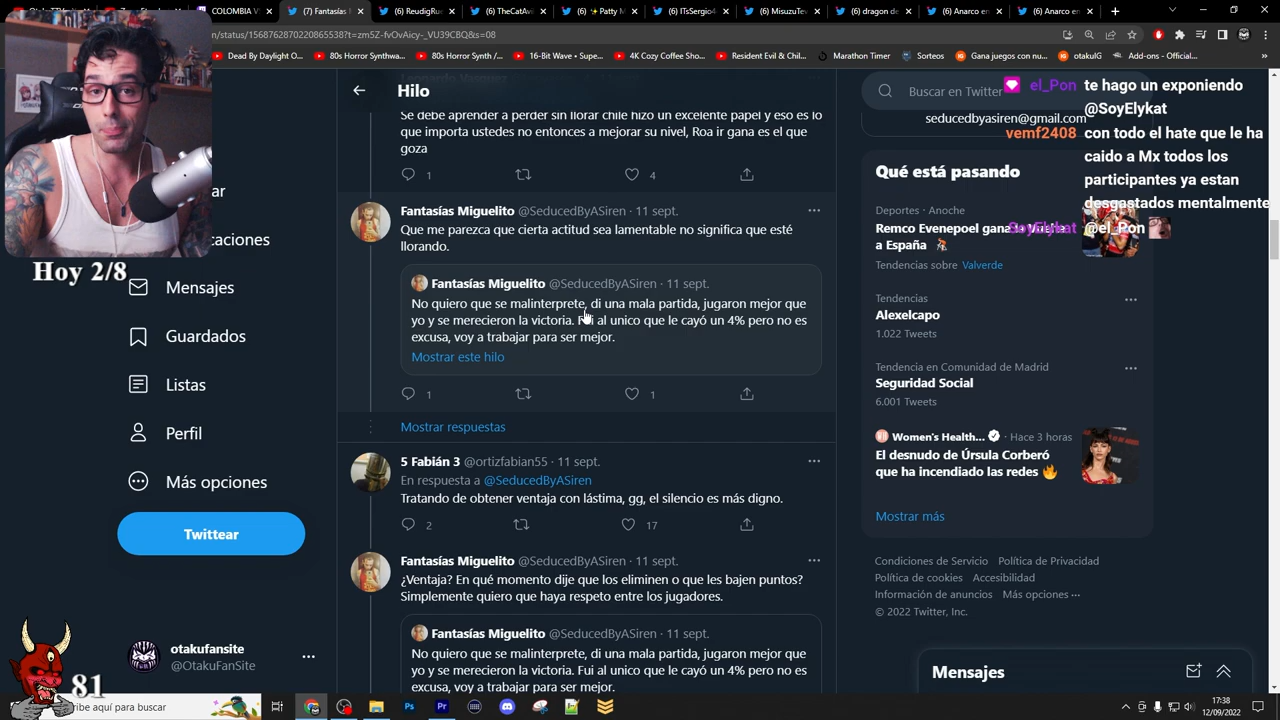 COLOMBIA V
(7) Fantasías
(6) Reudigue
(6) TheCatAv
(6) ✨ Patty M
(6) ITsSergio4
(6) MisuzuTo
(6) dragon de
(6) Anarco en
(6) Anarco en
n/status/1568762870220865538?t=zm5Z-fvOvAicy-_VU39CBQ&s=08
Dead By Daylight O...
80s Horror Synthwa...
80s Horror Synth /...
16-Bit Wave • Supe...
4K Cozy Coffee Sho...
Resident Evil & Chil...
Marathon Timer
Sorteos
Gana juegos con nu...
otakuG
Add-ons - Official...
Hoy 2/8
Mensajes
Guardados
Listas
Perfil
Más opciones
Twittear
otakufansite
@OtakuFanSite
81
Hilo
Se debe aprender a perder sin llorar chile hizo un excelente papel y eso es lo
que importa ustedes no entonces a mejorar su nivel, Roa ir gana es el que
goza
1
4
Fantasías Miguelito @SeducedByASiren · 11 sept.
Que me parezca que cierta actitud sea lamentable no significa que esté
llorando.
Fantasías Miguelito @SeducedByASiren · 11 sept.
No quiero que se malinterprete, di una mala partida, jugaron mejor que
yo y se merecieron la victoria. Fui al unico que le cayó un 4% pero no es
excusa, voy a trabajar para ser mejor.
Mostrar este hilo
1
1
Mostrar respuestas
5 Fabián 3 @ortizfabian55 · 11 sept.
En respuesta a @SeducedByASiren
Tratando de obtener ventaja con lástima, gg, el silencio es más digno.
2
17
Fantasías Miguelito @SeducedByASiren · 11 sept.
¿Ventaja? En qué momento dije que los eliminen o que les bajen puntos?
Simplemente quiero que haya respeto entre los jugadores.
Fantasías Miguelito @SeducedByASiren · 11 sept.
No quiero que se malinterprete, di una mala partida, jugaron mejor que
yo y se merecieron la victoria. Fui al unico que le cayó un 4% pero no es
excusa, voy a trabajar para ser mejor.
Buscar en Twitter
seducedbyasiren@gmail.com
Qué está pasando
Deportes · Anoche
Remco Evenepoel gana
a España
Tendencias sobre Valverde
Tendencias
Alexelcapo
1.022 Tweets
Tendencia en Comunidad de Madrid
Seguridad Social
6.001 Tweets
Women's Health... · Hace 3 horas
El desnudo de Úrsula Corberó
que ha incendiado las redes 🔥
Mostrar más
Condiciones de Servicio Política de Privacidad
Política de cookies Accesibilidad
Información de anuncios Más opciones ···
© 2022 Twitter, Inc.
Mensajes
el_Pon te hago un exponiendo
@SoyElykat
vemf2408 con todo el hate que le ha
caido a Mx todos los
participantes ya estan
desgastados mentalmente
SoyElykat @el_Pon
ribe aquí para buscar
17:38
12/09/2022